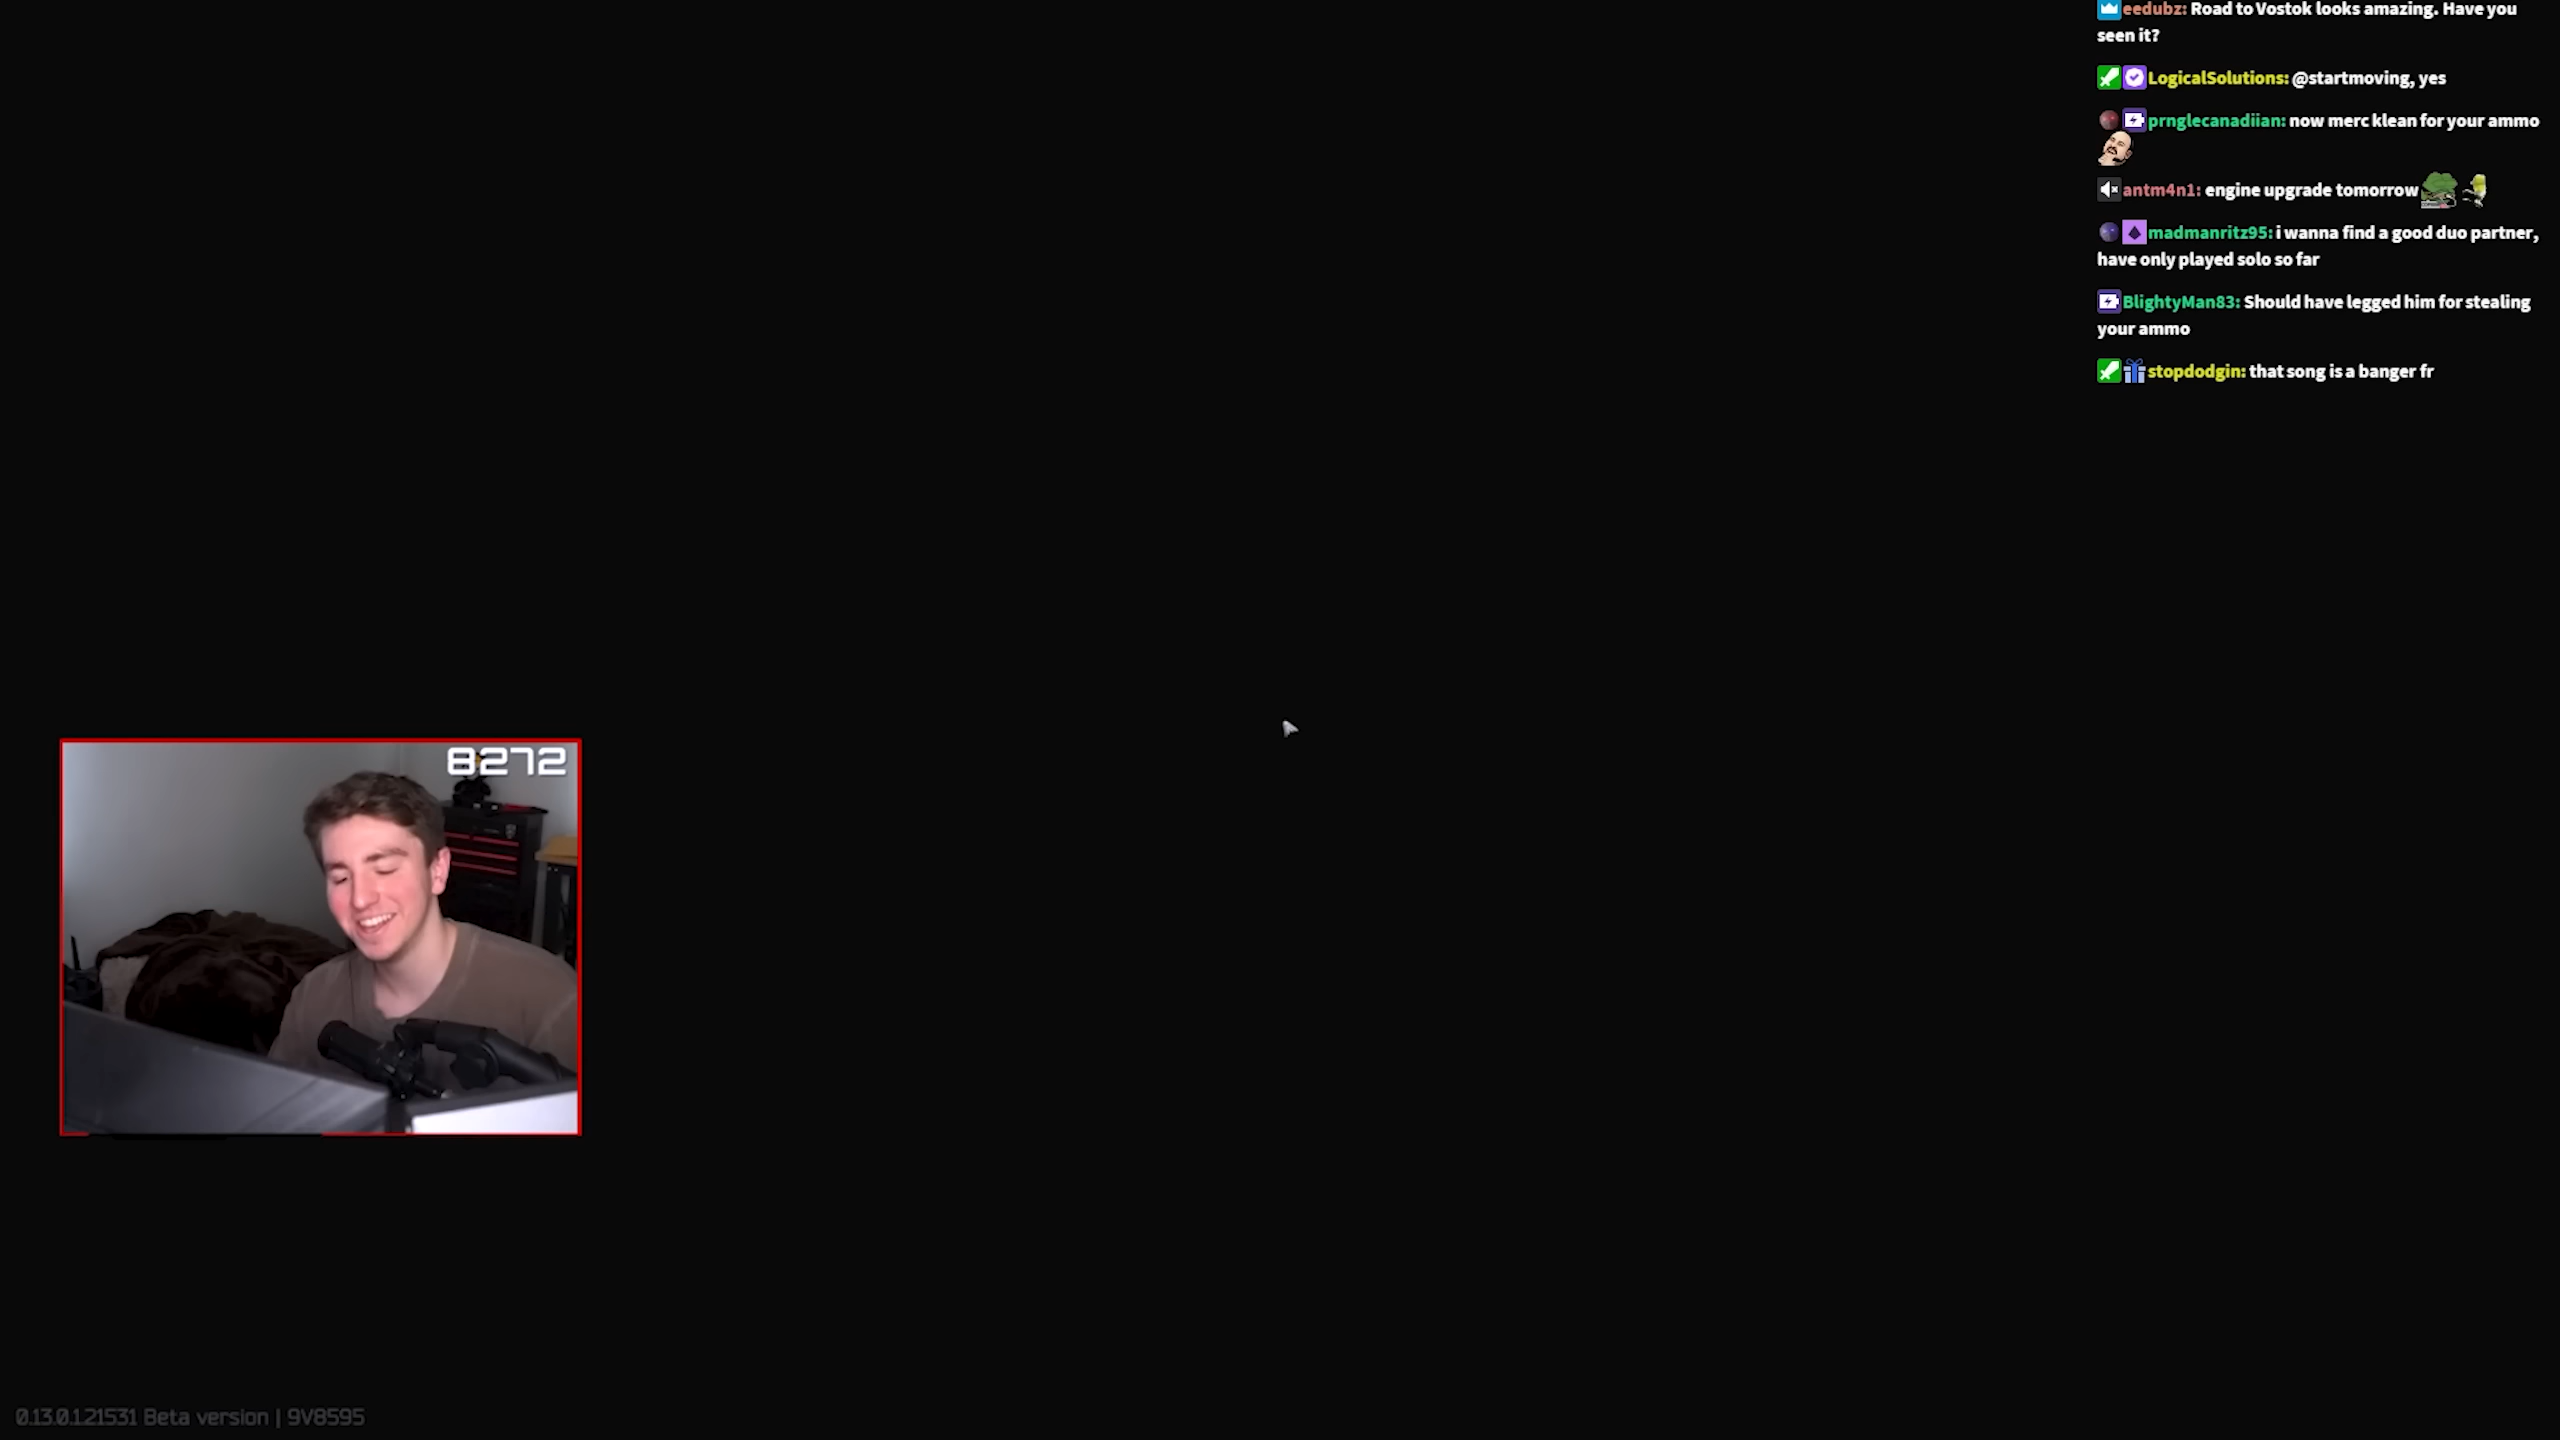 eedubz: Road to Vostok looks amazing. Have you
seen it?
LogicalSolutions: @startmoving, yes
prnglecanadiian: now merc klean for your ammo
antm4n1: engine upgrade tomorrow
madmanritz95: i wanna find a good duo partner,
have only played solo so far
BlightyMan83: Should have legged him for stealing
your ammo
stopdodgin: that song is a banger fr
8272
0.13.0.1.21531 Beta version | 9V8595